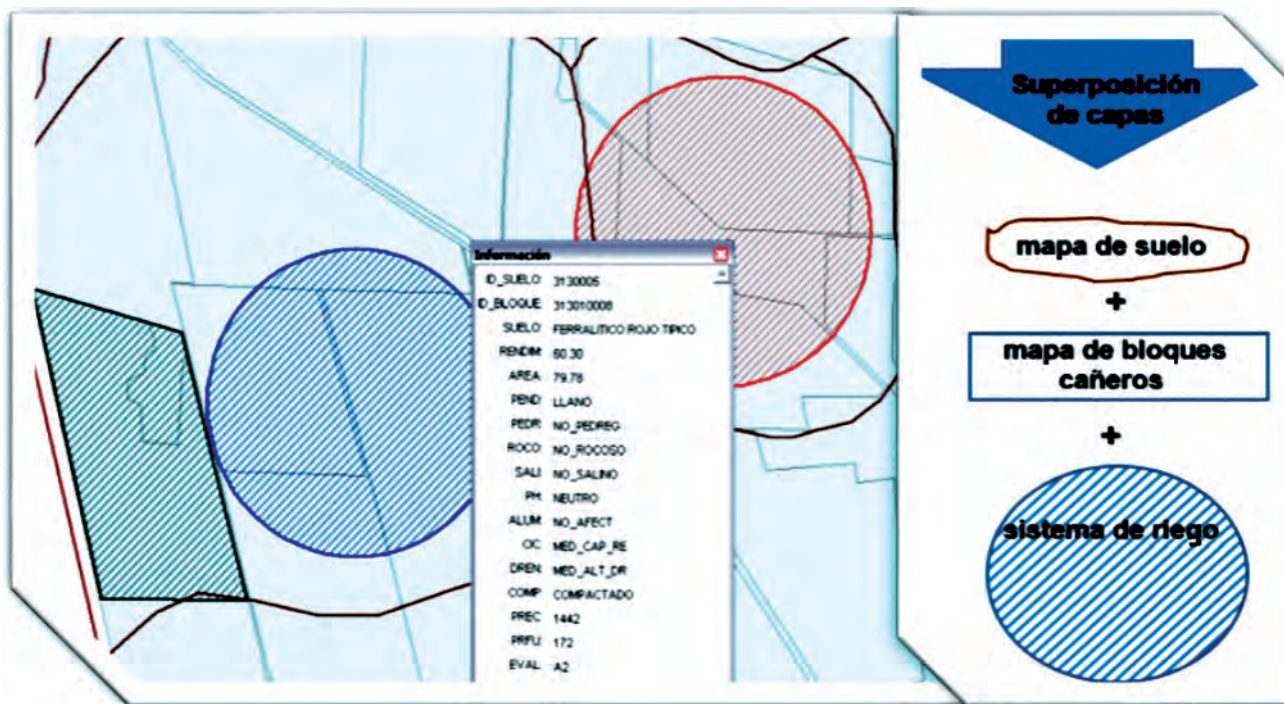 Información
ID_SUELO: 3130005
ID_BLOQUE: 313010008
SUELO: FERRALITICO ROJO TIPICO
RENDIM: 60.30
AREA: 79.78
PEND: LLANO
PEDR: NO_PEDREG
ROCO: NO_ROCOSO
SALI: NO_SALINO
PH: NEUTRO
ALUM: NO_AFECT
CIC: MED_CAP_RE
DREN: MED_ALT_DR
COMP: COMPACTADO
PREC: 1442
PRFU: 172
EVAL: A2
Superposición
de capas
mapa de suelo
+
mapa de bloques
cañeros
+
sistema de riego